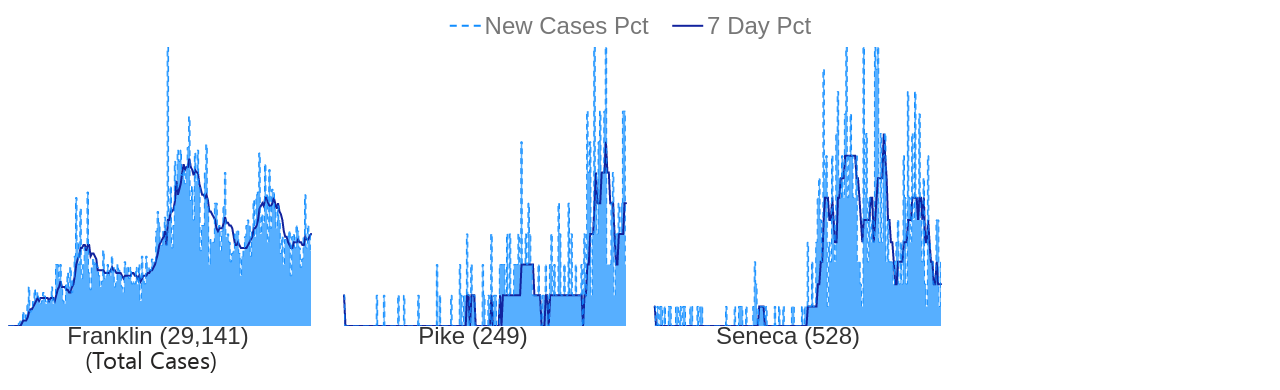 New Cases Pct 7 Day Pct
Franklin (29,141) Pike (249) Seneca (528)
(Total Cases)